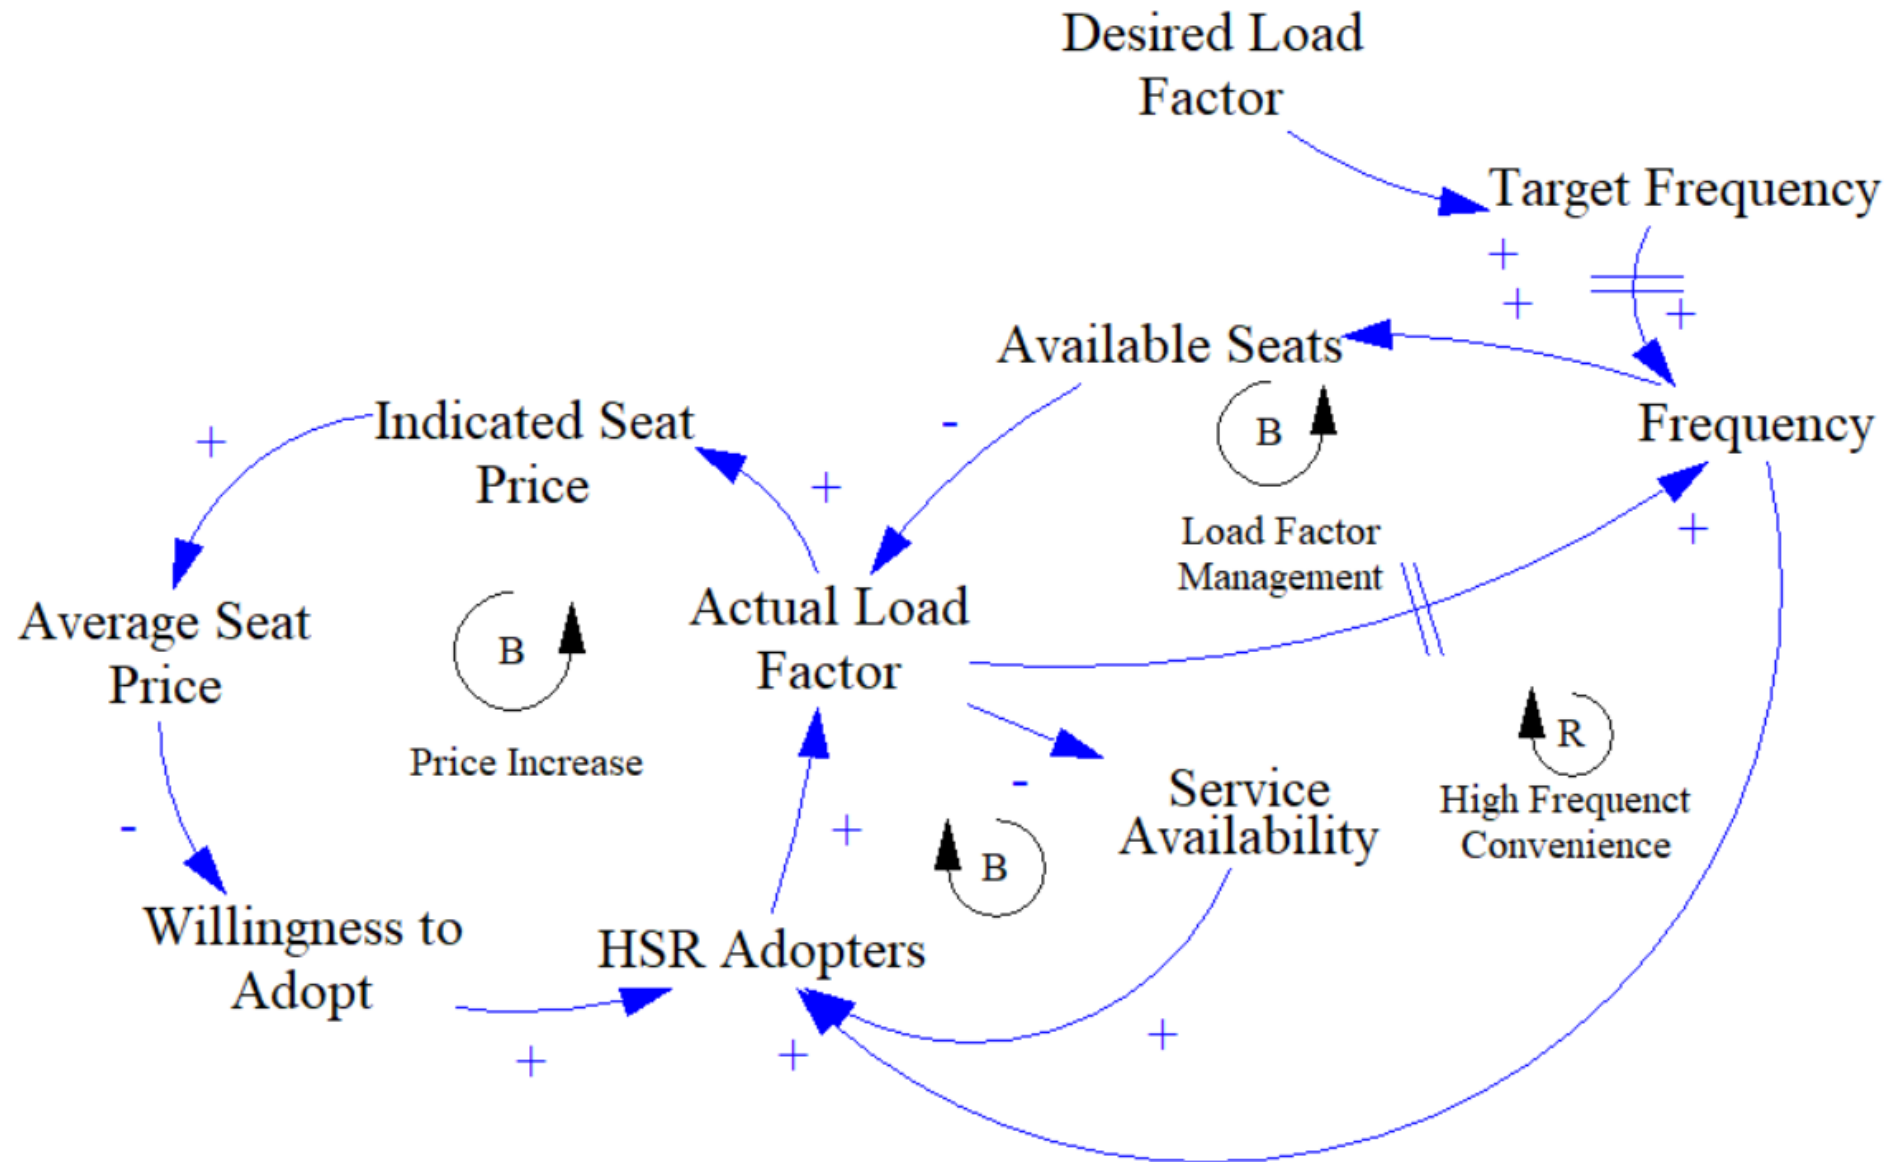 Desired Load
Factor
Target Frequency
+
+
+
Available Seats
Frequency
B
+
Load Factor
Management
-
Indicated Seat
Price
+
+
Actual Load
Factor
Average Seat
Price
B
Price Increase
-
Service
Availability
R
High Frequenct
Convenience
B
+
-
Willingness to
Adopt
HSR Adopters
+
+
+